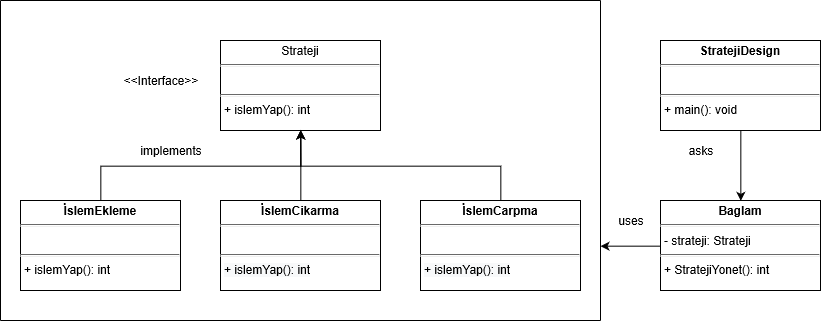 Strateji
<<Interface>>
+ islemYap(): int
implements
İslemEkleme
+ islemYap(): int
İslemCikarma
+ islemYap(): int
İslemCarpma
+ islemYap(): int
StratejiDesign
+ main(): void
asks
uses
Baglam
- strateji: Strateji
+ StratejiYonet(): int